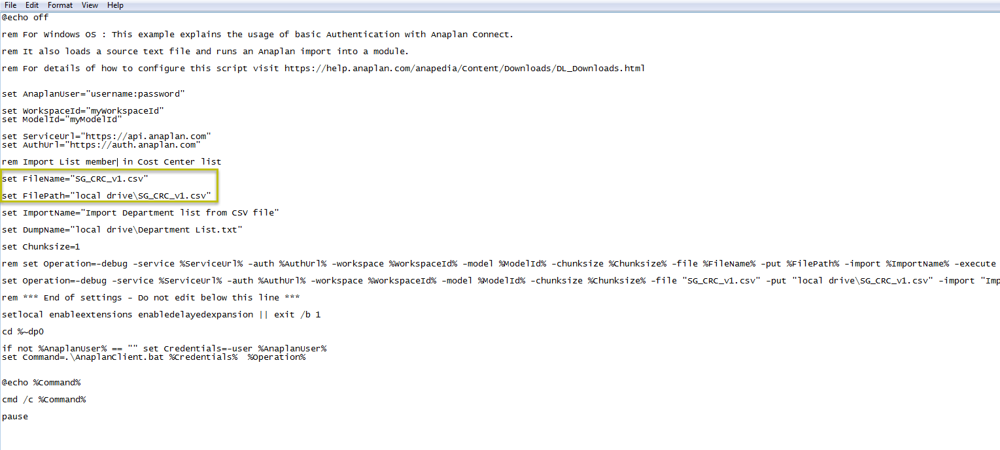 File Edit Format View Help
@echo off
rem For Windows OS : This example explains the usage of basic Authentication with Anaplan Connect.
rem It also loads a source text file and runs an Anaplan import into a module.
rem For details of how to configure this script visit https://help.anaplan.com/anapedia/Content/Downloads/DL_Downloads.html
set AnaplanUser="username:password"
set WorkspaceId="myWorkspaceId"
set ModelId="myModelId"
set ServiceUrl="https://api.anaplan.com"
set AuthUrl="https://auth.anaplan.com"
rem Import List member in Cost Center list
set FileName="SG_CRC_v1.csv"
set FilePath="local drive\SG_CRC_v1.csv"
set ImportName="Import Department list from CSV file"
set DumpName="local drive\Department List.txt"
set Chunksize=1
rem set Operation=-debug -service %ServiceUrl% -auth %AuthUrl% -workspace %WorkspaceId% -model %ModelId% -chunksize %Chunksize% -file %FileName% -put %FilePath% -import %ImportName% -execute
set Operation=-debug -service %ServiceUrl% -auth %AuthUrl% -workspace %WorkspaceId% -model %ModelId% -chunksize %Chunksize% -file "SG_CRC_v1.csv" -put "local drive\SG_CRC_v1.csv" -import "Imp
rem *** End of settings - Do not edit below this line ***
setlocal enableextensions enabledelayedexpansion || exit /b 1
cd %~dp0
if not %AnaplanUser% == "" set Credentials=-user %AnaplanUser%
set Command=.\AnaplanClient.bat %Credentials%  %Operation%
@echo %Command%
cmd /c %Command%
pause